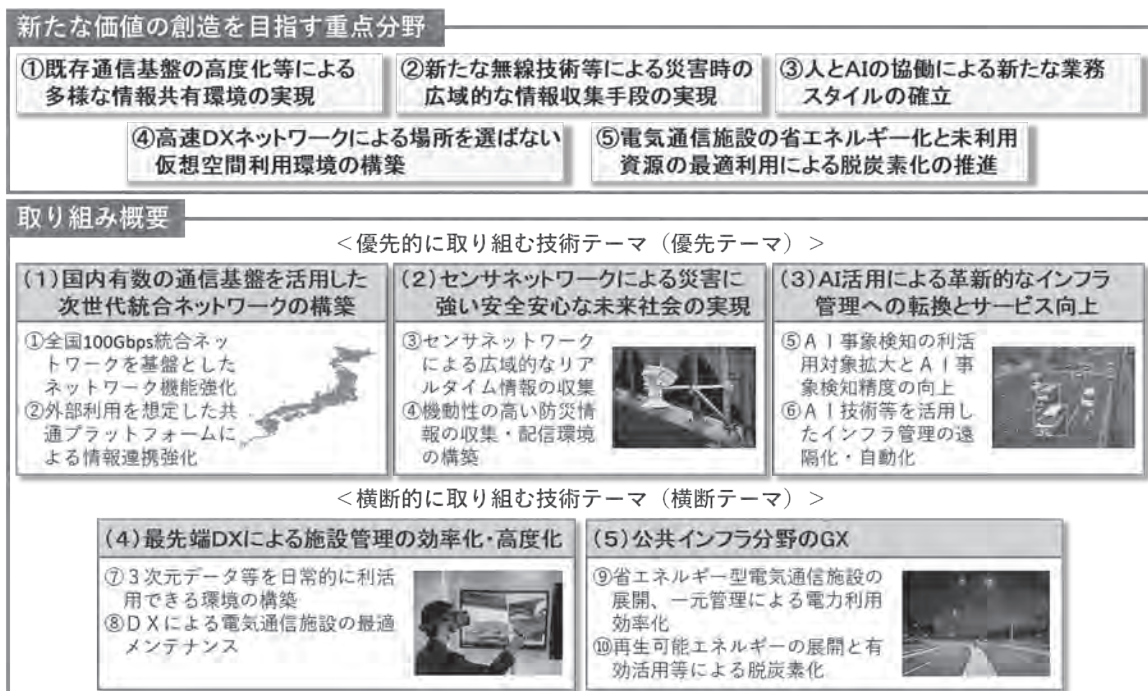 新たな価値の創造を目指す重点分野
①既存通信基盤の高度化等による
多様な情報共有環境の実現
②新たな無線技術等による災害時の
広域的な情報収集手段の実現
③人とAIの協働による新たな業務
スタイルの確立
④高速DXネットワークによる場所を選ばない
仮想空間利用環境の構築
⑤電気通信施設の省エネルギー化と未利用
資源の最適利用による脱炭素化の推進
取り組み概要
＜優先的に取り組む技術テーマ（優先テーマ）＞
(1)国内有数の通信基盤を活用した
次世代統合ネットワークの構築
①全国100Gbps統合ネッ
トワークを基盤とした
ネットワーク機能強化
②外部利用を想定した共
通プラットフォームに
よる情報連携強化
(2)センサネットワークによる災害に
強い安全安心な未来社会の実現
③センサネットワーク
による広域的なリア
ルタイム情報の収集
④機動性の高い防災情
報の収集・配信環境
の構築
(3)AI活用による革新的なインフラ
管理への転換とサービス向上
⑤ＡＩ事象検知の利活
用対象拡大とＡＩ事
象検知精度の向上
⑥ＡＩ技術等を活用し
たインフラ管理の遠
隔化・自動化
＜横断的に取り組む技術テーマ（横断テーマ）＞
(4)最先端DXによる施設管理の効率化・高度化
⑦３次元データ等を日常的に利活
用できる環境の構築
⑧ＤＸによる電気通信施設の最適
メンテナンス
(5)公共インフラ分野のGX
⑨省エネルギー型電気通信施設の
展開、一元管理による電力利用
効率化
⑩再生可能エネルギーの展開と有
効活用等による脱炭素化